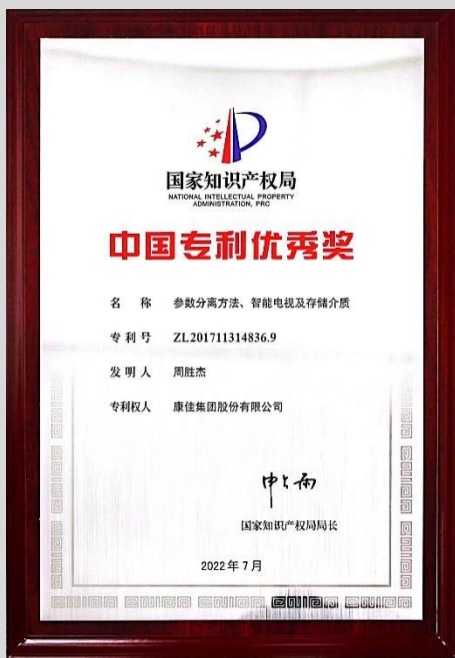 国家知识产权局
NATIONAL INTELLECTUAL PROPERTY
ADMINISTRATION, PRC
中国专利优秀奖
名 称 参数分离方法、智能电视及存储介质
专利号 ZL201711314836.9
发明人 周胜杰
专利权人 康佳集团股份有限公司
申长雨
国家知识产权局局长
2022年7月